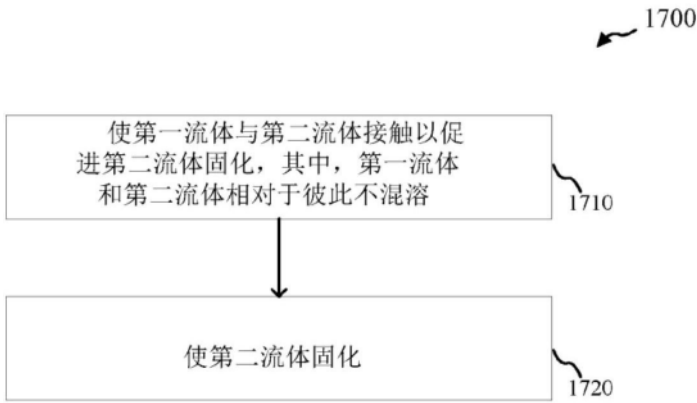 1700
使第一流体与第二流体接触以促
进第二流体固化，其中，第一流体
和第二流体相对于彼此不混溶
1710
使第二流体固化
1720